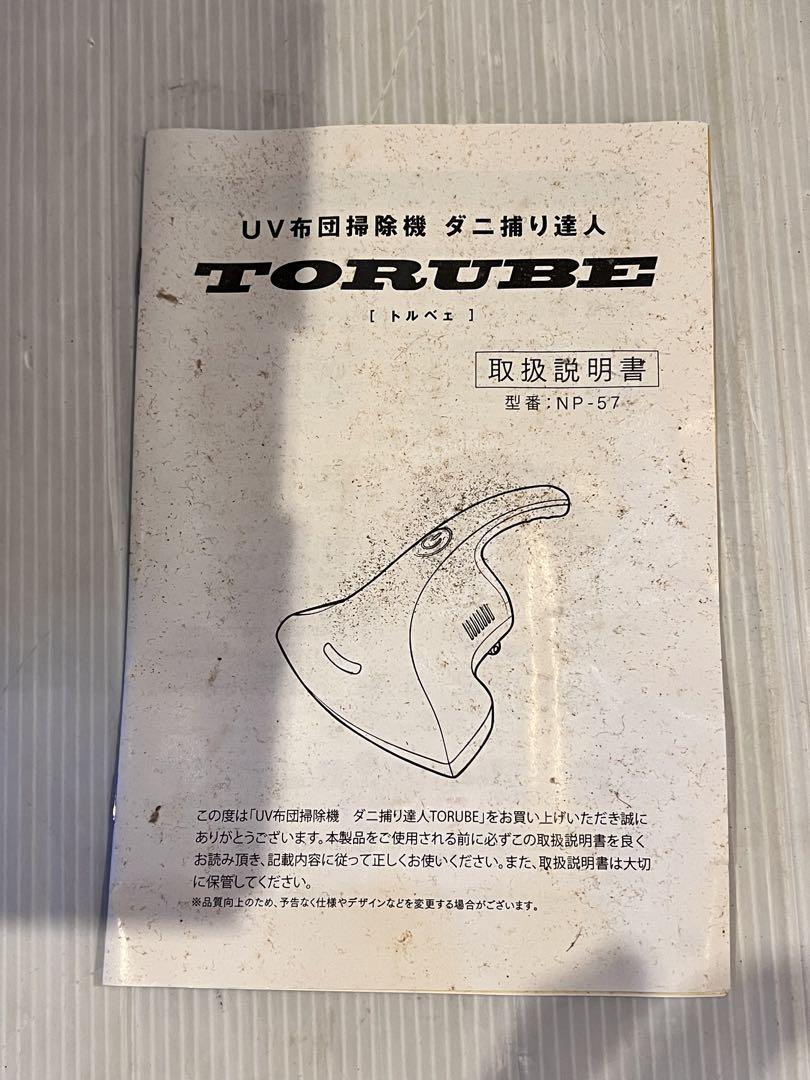 UV布団掃除機 ダニ捕り達人
TORUBE
[ トルベェ ]
取扱説明書
型番:NP-57
この度は「UV布団掃除機 ダニ捕り達人TORUBE」をお買い上げいただき誠に
ありがとうございます。本製品をご使用される前に必ずこの取扱説明書を良く
お読み頂き、記載内容に従って正しくお使いください。また、取扱説明書は大切
に保管してください。
※品質向上のため、予告なく仕様やデザインなどを変更する場合がございます。